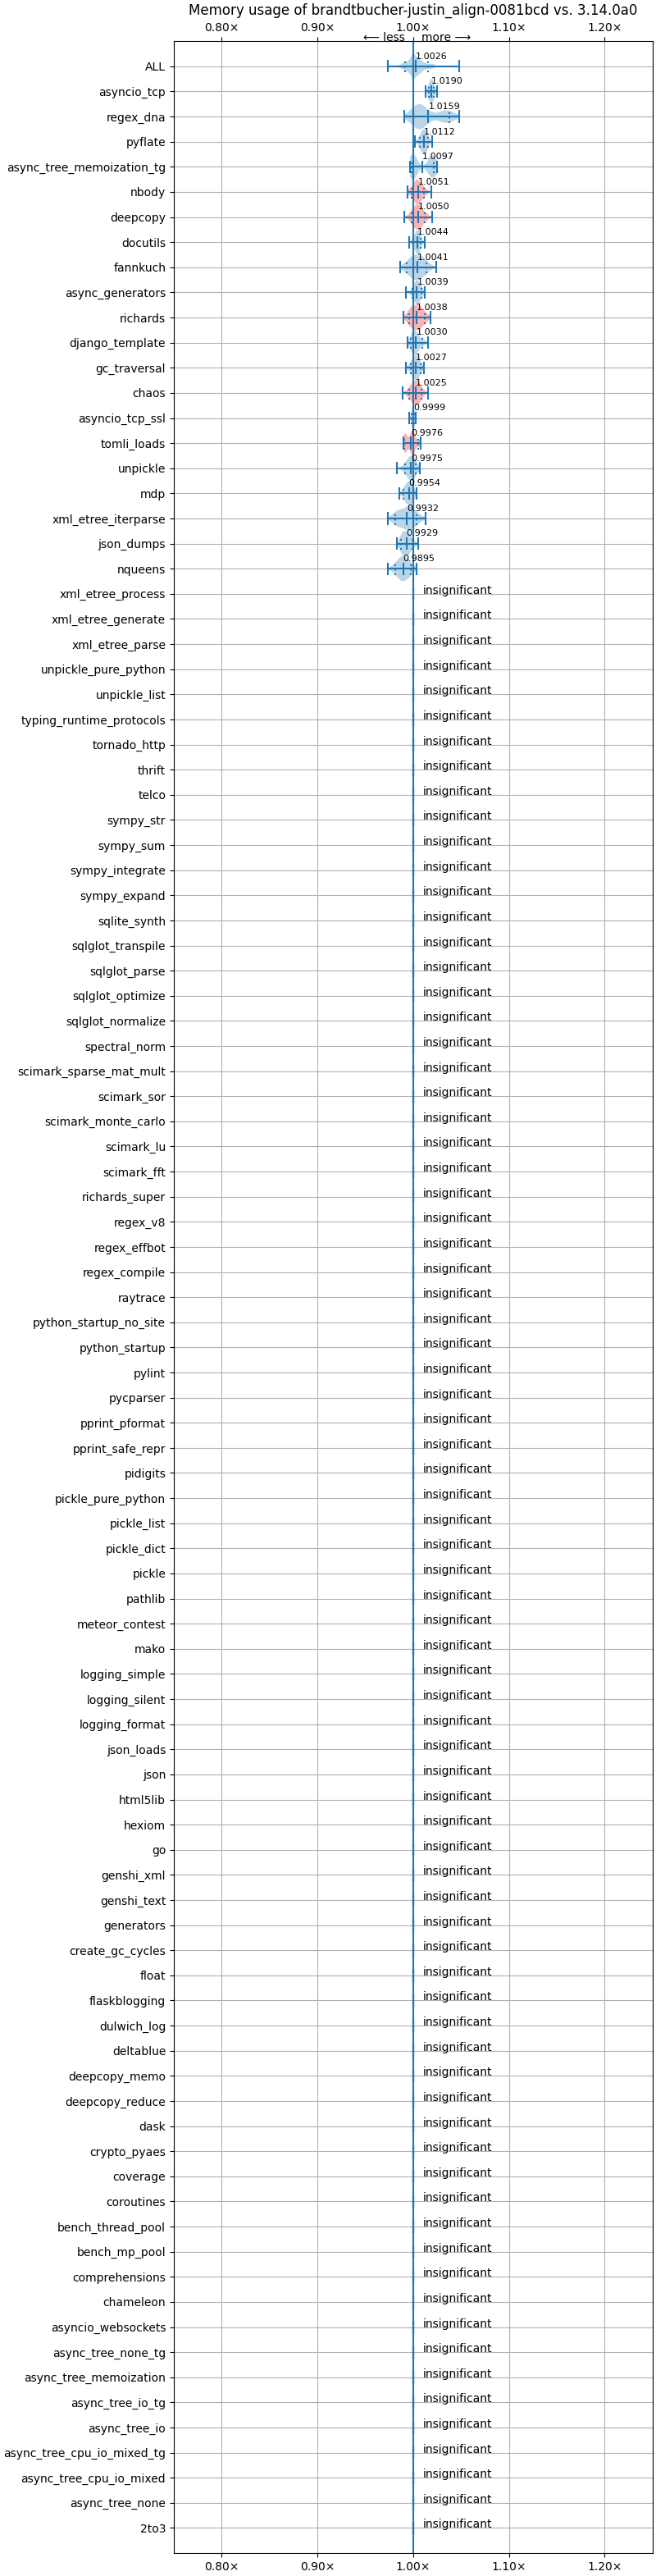 Memory usage of brandtbucher-justin_align-0081bcd vs. 3.14.0a0
0.80× 0.90× 1.00× 1.10× 1.20×
⟵ less more ⟶
ALL 1.0026
asyncio_tcp 1.0190
regex_dna 1.0159
pyflate 1.0112
async_tree_memoization_tg 1.0097
nbody 1.0051
deepcopy 1.0050
docutils 1.0044
fannkuch 1.0041
async_generators 1.0039
richards 1.0038
django_template 1.0030
gc_traversal 1.0027
chaos 1.0025
asyncio_tcp_ssl 0.9999
tomli_loads 0.9976
unpickle 0.9975
mdp 0.9954
xml_etree_iterparse 0.9932
json_dumps 0.9929
nqueens 0.9895
xml_etree_process insignificant
xml_etree_generate insignificant
xml_etree_parse insignificant
unpickle_pure_python insignificant
unpickle_list insignificant
typing_runtime_protocols insignificant
tornado_http insignificant
thrift insignificant
telco insignificant
sympy_str insignificant
sympy_sum insignificant
sympy_integrate insignificant
sympy_expand insignificant
sqlite_synth insignificant
sqlglot_transpile insignificant
sqlglot_parse insignificant
sqlglot_optimize insignificant
sqlglot_normalize insignificant
spectral_norm insignificant
scimark_sparse_mat_mult insignificant
scimark_sor insignificant
scimark_monte_carlo insignificant
scimark_lu insignificant
scimark_fft insignificant
richards_super insignificant
regex_v8 insignificant
regex_effbot insignificant
regex_compile insignificant
raytrace insignificant
python_startup_no_site insignificant
python_startup insignificant
pylint insignificant
pycparser insignificant
pprint_pformat insignificant
pprint_safe_repr insignificant
pidigits insignificant
pickle_pure_python insignificant
pickle_list insignificant
pickle_dict insignificant
pickle insignificant
pathlib insignificant
meteor_contest insignificant
mako insignificant
logging_simple insignificant
logging_silent insignificant
logging_format insignificant
json_loads insignificant
json insignificant
html5lib insignificant
hexiom insignificant
go insignificant
genshi_xml insignificant
genshi_text insignificant
generators insignificant
create_gc_cycles insignificant
float insignificant
flaskblogging insignificant
dulwich_log insignificant
deltablue insignificant
deepcopy_memo insignificant
deepcopy_reduce insignificant
dask insignificant
crypto_pyaes insignificant
coverage insignificant
coroutines insignificant
bench_thread_pool insignificant
bench_mp_pool insignificant
comprehensions insignificant
chameleon insignificant
asyncio_websockets insignificant
async_tree_none_tg insignificant
async_tree_memoization insignificant
async_tree_io_tg insignificant
async_tree_io insignificant
async_tree_cpu_io_mixed_tg insignificant
async_tree_cpu_io_mixed insignificant
async_tree_none insignificant
2to3 insignificant
0.80× 0.90× 1.00× 1.10× 1.20×